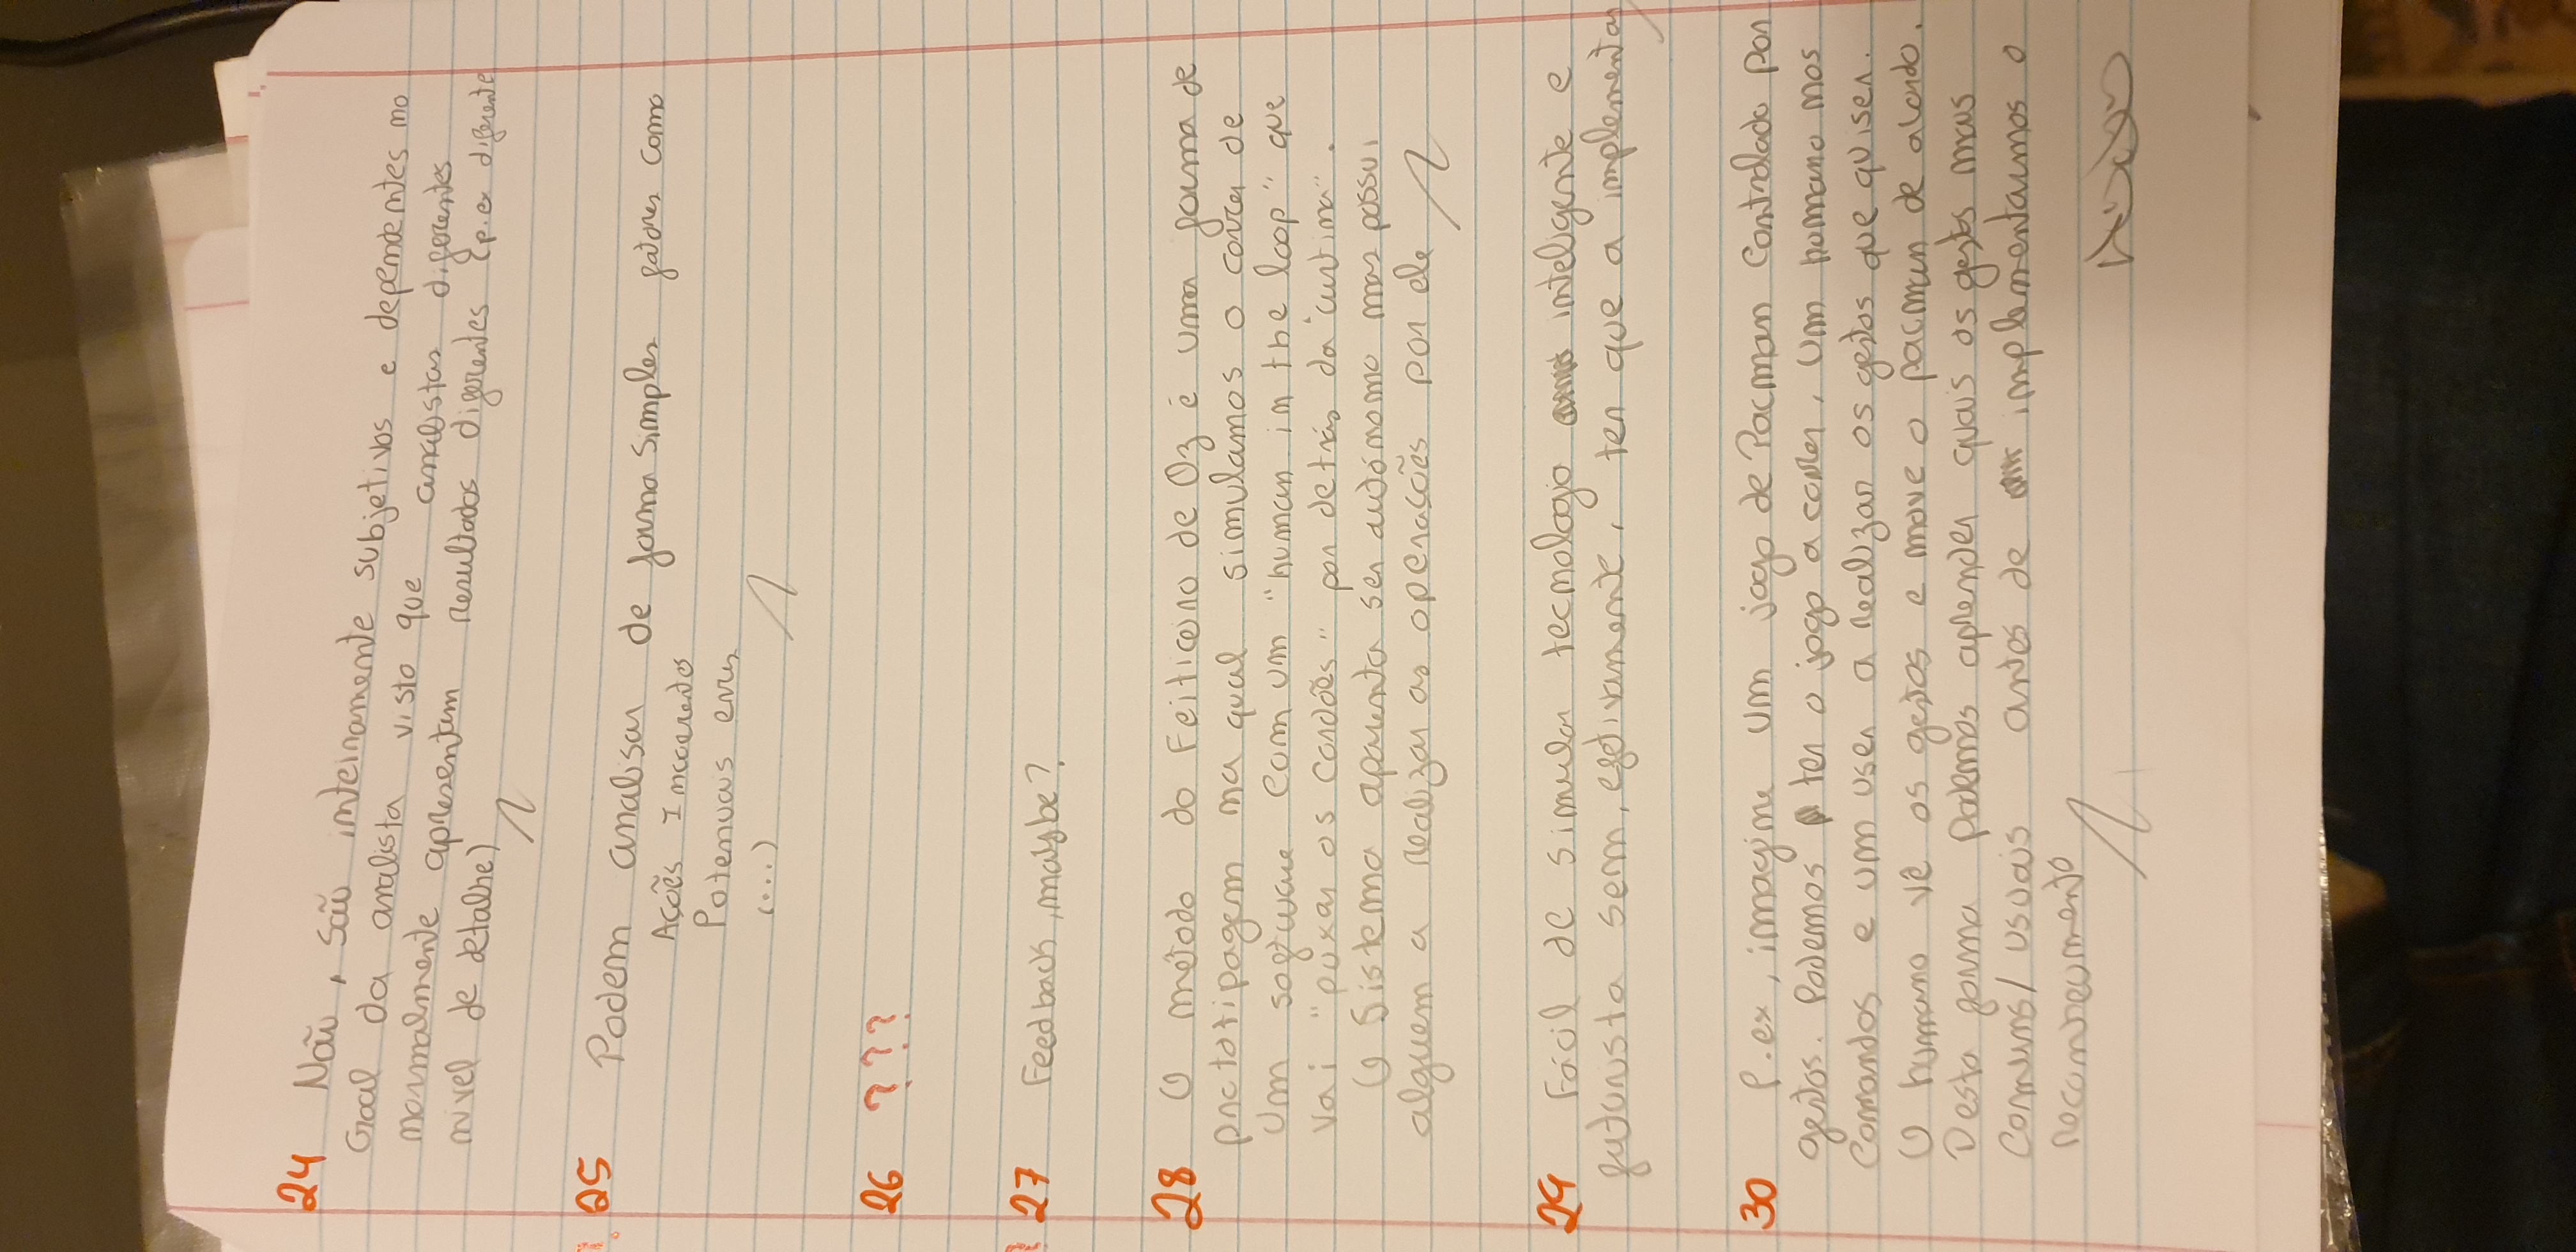 24 Não, são inteiramente subjetivos e dependentes no
Goal da analista visto que analistas diferentes
normalmente apresentam resultados diferentes (p.ex diferente
nivel de detalhe)
25 Podem analisar de forma simples fatores como
Açoẽs Incoerentes
Potenciais erros
(...)
26 ???
27 Feedback, maybe?
28 O metodo do Feiticeiro de Oz é uma forma de
prototipagem na qual simulamos o correr de
um software com um "human in the loop" que
vai "puxar os cordoẽs" por detrás da "cortina".
O Sistema aparenta ser autónomo mas possui
alguem a realizar as operaçoẽs por ele
29 Fácil de simular tecnologia inteligente e
futurista sem, efetivamente, ter que a implementar
30 P.ex, imagine um jogo de Pacman controlado por
gestos. Podemos ter o jogo a correr, um humano nos
comandos e um user a realizar os gestos que quiser.
O humano vê os gestos e move o pacman de acordo.
Desta forma podemos aprender quais os gestos mais
comuns/usuais antes de implementarmos o
reconhecimento